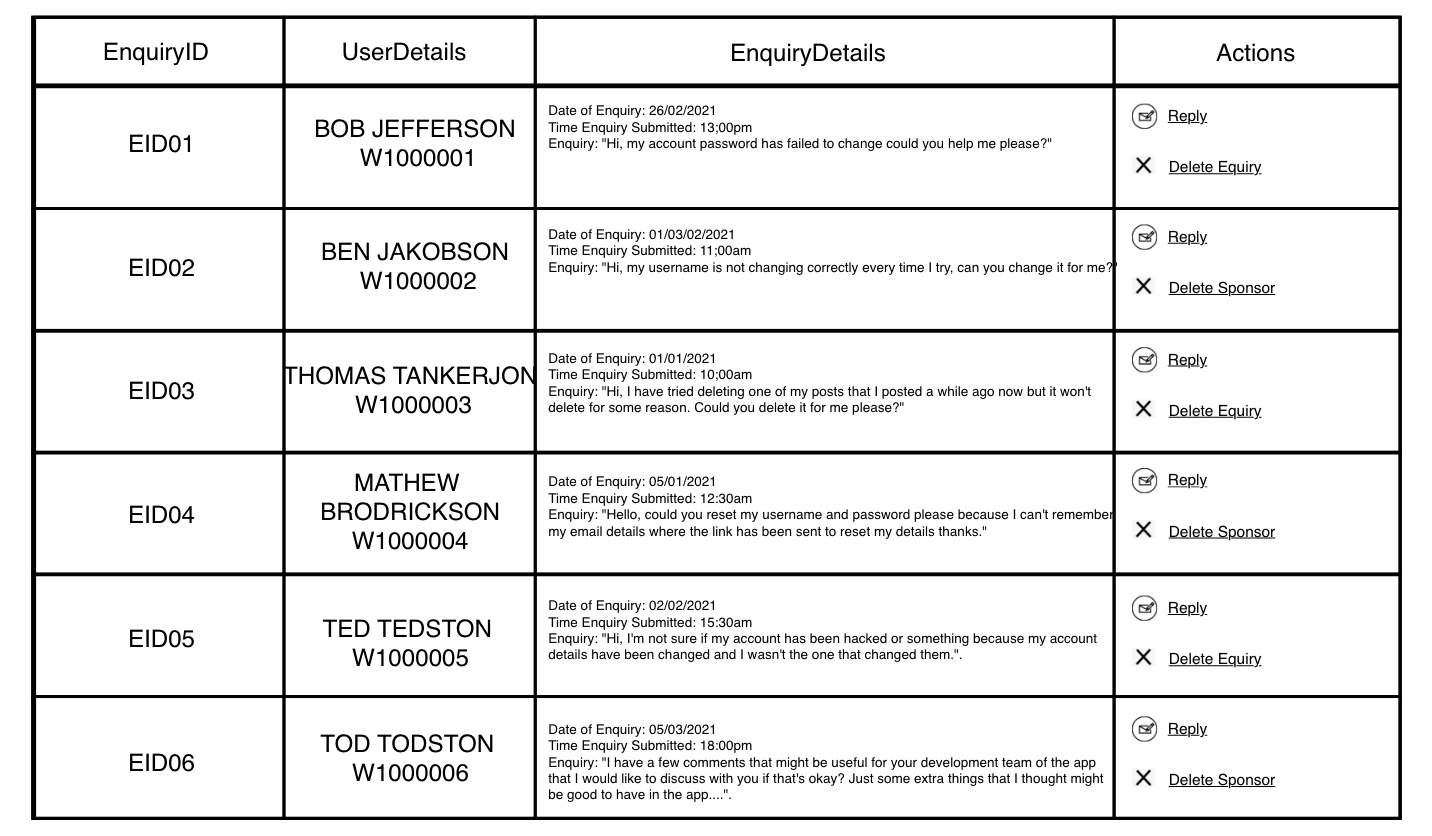 EnquiryID
UserDetails
EnquiryDetails
Actions
EID01
BOB JEFFERSON
W1000001
Date of Enquiry: 26/02/2021
Time Enquiry Submitted: 13;00pm
Enquiry: "Hi, my account password has failed to change could you help me please?"
Reply
Delete Equiry
EID02
BEN JAKOBSON
W1000002
Date of Enquiry: 01/03/02/2021
Time Enquiry Submitted: 11;00am
Enquiry: "Hi, my username is not changing correctly every time I try, can you change it for me?"
Reply
Delete Sponsor
EID03
THOMAS TANKERJON
W1000003
Date of Enquiry: 01/01/2021
Time Enquiry Submitted: 10;00am
Enquiry: "Hi, I have tried deleting one of my posts that I posted a while ago now but it won't
delete for some reason. Could you delete it for me please?"
Reply
Delete Equiry
EID04
MATHEW
BRODRICKSON
W1000004
Date of Enquiry: 05/01/2021
Time Enquiry Submitted: 12:30am
Enquiry: "Hello, could you reset my username and password please because I can't remember
my email details where the link has been sent to reset my details thanks."
Reply
Delete Sponsor
EID05
TED TEDSTON
W1000005
Date of Enquiry: 02/02/2021
Time Enquiry Submitted: 15:30am
Enquiry: "Hi, I'm not sure if my account has been hacked or something because my account
details have been changed and I wasn't the one that changed them.".
Reply
Delete Equiry
EID06
TOD TODSTON
W1000006
Date of Enquiry: 05/03/2021
Time Enquiry Submitted: 18:00pm
Enquiry: "I have a few comments that might be useful for your development team of the app
that I would like to discuss with you if that's okay? Just some extra things that I thought might
be good to have in the app....".
Reply
Delete Sponsor